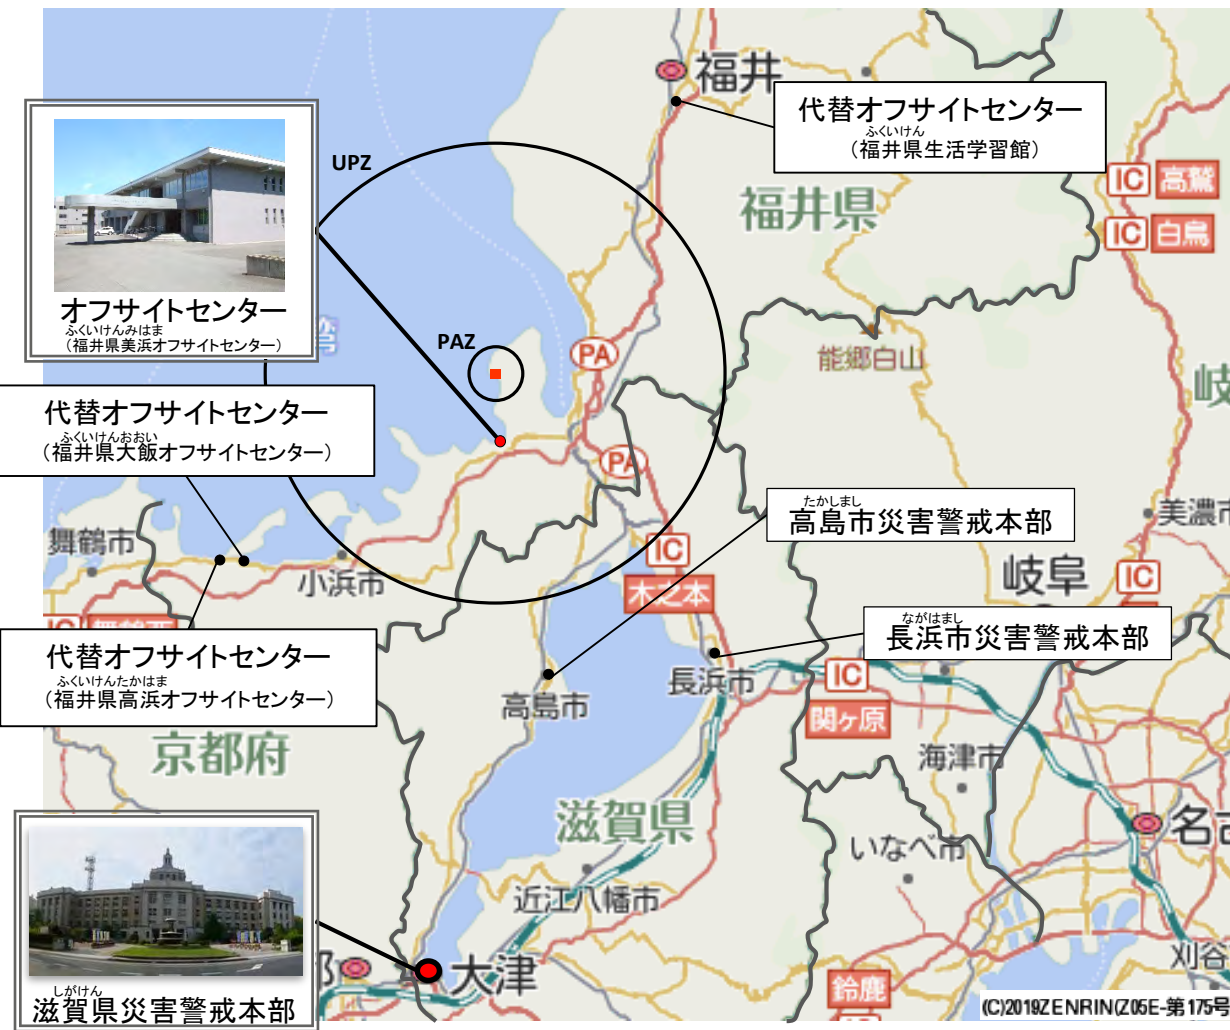 福井
代替オフサイトセンター
ふくいけん
（福井県生活学習館）
UPZ
IC 高鷲
福井県
IC 白鳥
オフサイトセンター
ふくいけんみはま
（福井県美浜オフサイトセンター）
湾
PAZ
PA
能郷白山
岐
代替オフサイトセンター
ふくいけんおおい
（福井県大飯オフサイトセンター）
PA
たかしまし
高島市災害警戒本部
美濃市
舞鶴市
IC
小浜市
木之本
岐阜
IC
IC
ながはまし
長浜市災害警戒本部
代替オフサイトセンター
ふくいけんたかはま
（福井県高浜オフサイトセンター）
長浜市
IC
高島市
関ヶ原
京都府
海津市
滋賀県
名古
いなべ市
近江八幡市
刈谷
都
大津
鈴鹿
しがけん
滋賀県災害警戒本部
(C)2019ZENRIN(Z05E-第175号